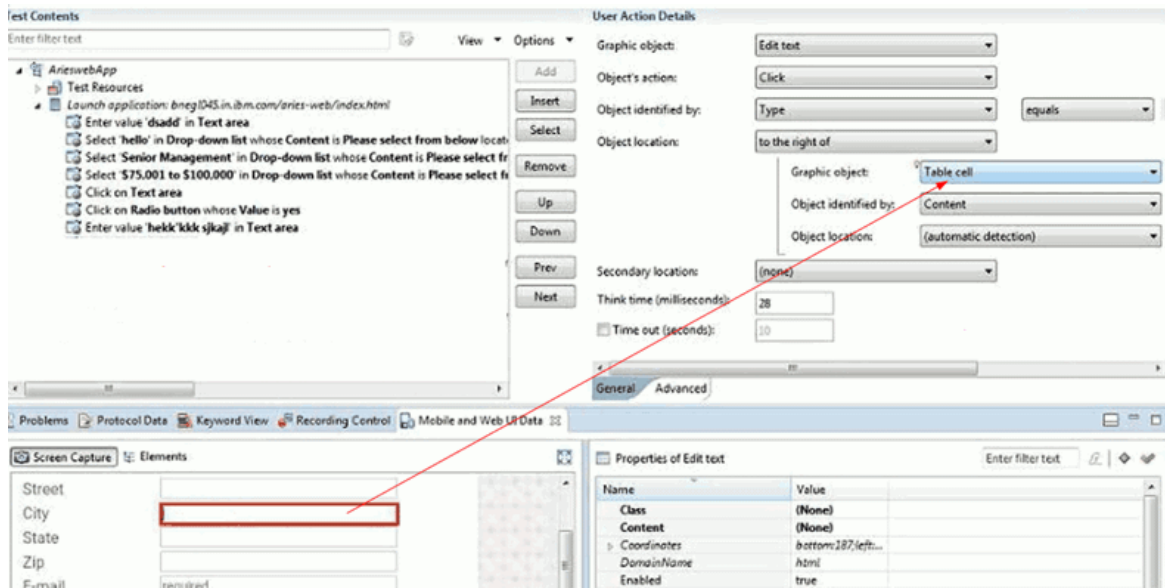 Test Contents
Enter filter text
View
Options
ArieswebApp
Test Resources
Launch application: bneg1045.in.ibm.com/aries-web/index.html
Enter value 'dsadd' in Text area
Select 'hello' in Drop-down list whose Content is Please select from below locat
Select 'Senior Management' in Drop-down list whose Content is Please select fr
Select '$75,001 to $100,000' in Drop-down list whose Content is Please select fr
Click on Text area
Click on Radio button whose Value is yes
Enter value 'hekk'kkk sjkajl' in Text area
Add
Insert
Select
Remove
Up
Down
Prev
Next
User Action Details
Graphic object: Edit text
Object's action: Click
Object identified by: Type equals
Object location: to the right of
Graphic object: Table cell
Object identified by: Content
Object location: (automatic detection)
Secondary location: (none)
Think time (milliseconds): 28
Time out (seconds): 10
General Advanced
Problems Protocol Data Keyword View Recording Control Mobile and Web UI Data
Screen Capture Elements
Street
City
State
Zip
E-mail required
Properties of Edit text Enter filter text
Name Value
Class (None)
Content (None)
Coordinates bottom:187;left:...
DomainName html
Enabled true